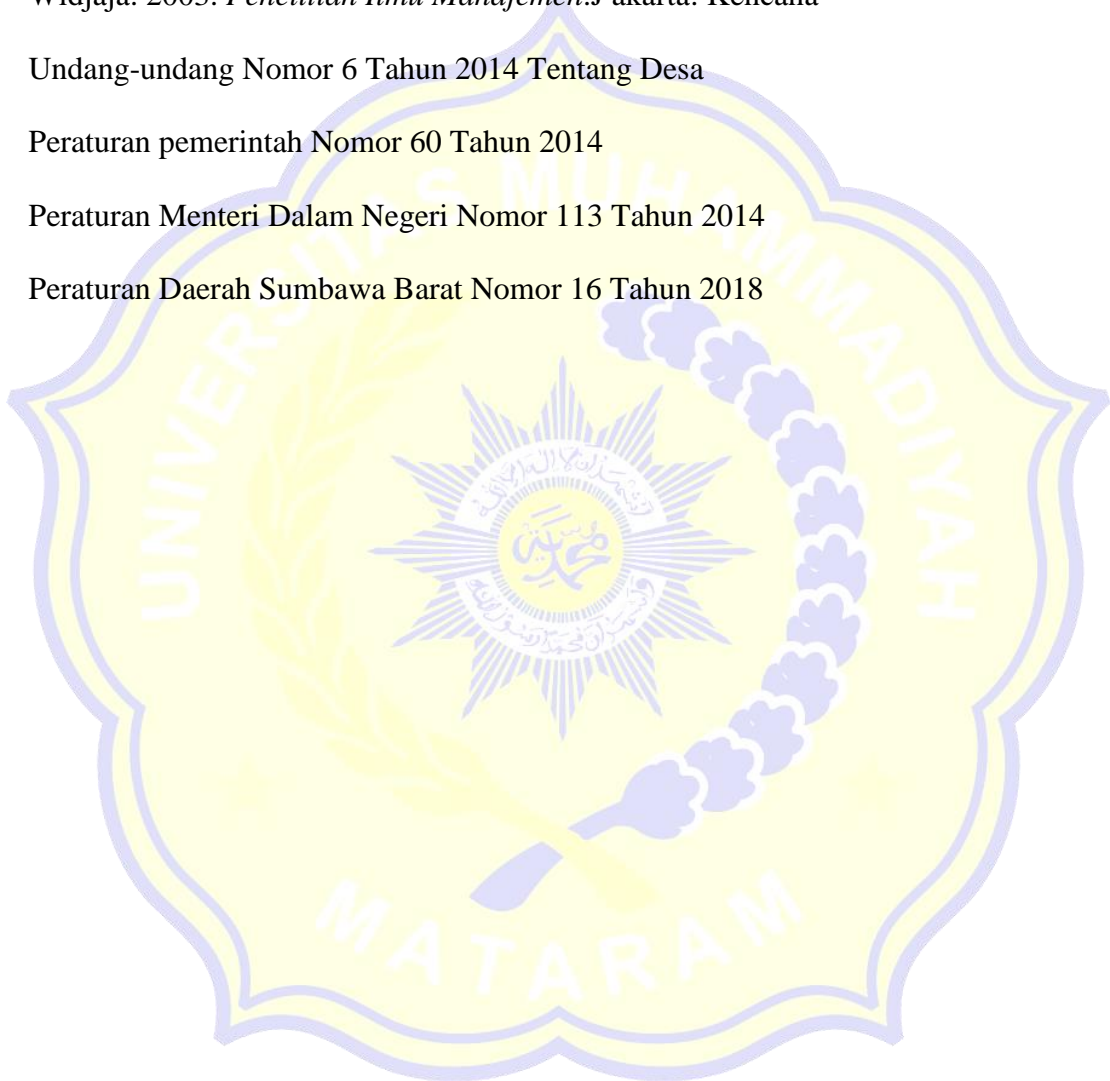 Widjaja. 2003. Penelitian Ilmu Manajemen.J akarta: Kencana
Undang-undang Nomor 6 Tahun 2014 Tentang Desa
Peraturan pemerintah Nomor 60 Tahun 2014
Peraturan Menteri Dalam Negeri Nomor 113 Tahun 2014
Peraturan Daerah Sumbawa Barat Nomor 16 Tahun 2018
UNIVERSITAS MUHAMMADIYAH
MATARAM